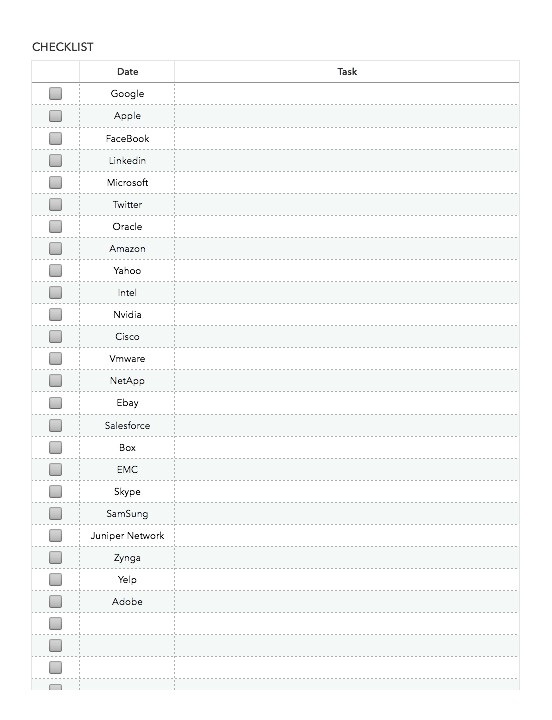 CHECKLIST
Date Task
Google
Apple
FaceBook
Linkedin
Microsoft
Twitter
Oracle
Amazon
Yahoo
Intel
Nvidia
Cisco
Vmware
NetApp
Ebay
Salesforce
Box
EMC
Skype
SamSung
Juniper Network
Zynga
Yelp
Adobe